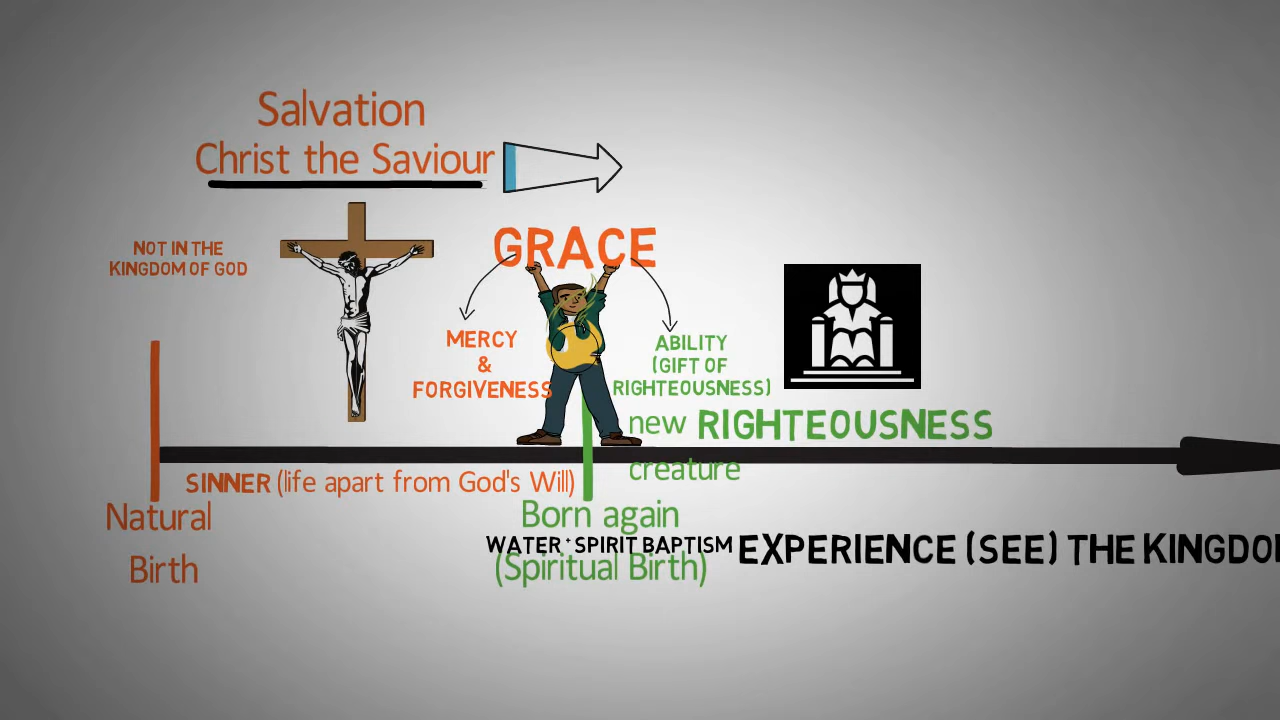 Salvation
Christ the Saviour
NOT IN THE
KINGDOM OF GOD
GRACE
MERCY
&
FORGIVENESS
ABILITY
(GIFT OF
RIGHTEOUSNESS)
new RIGHTEOUSNESS
creature
SINNER (life apart from God's Will)
Natural
Birth
Born again
WATER + SPIRIT BAPTISM
(Spiritual Birth)
EXPERIENCE (SEE) THE